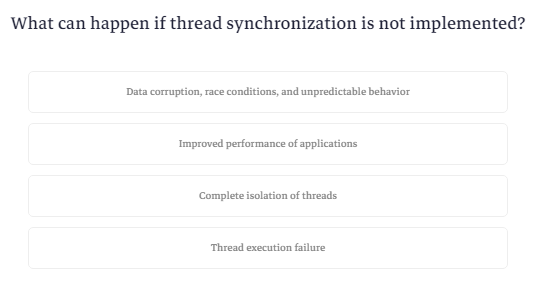 What can happen if thread synchronization is not implemented?
Data corruption, race conditions, and unpredictable behavior
Improved performance of applications
Complete isolation of threads
Thread execution failure